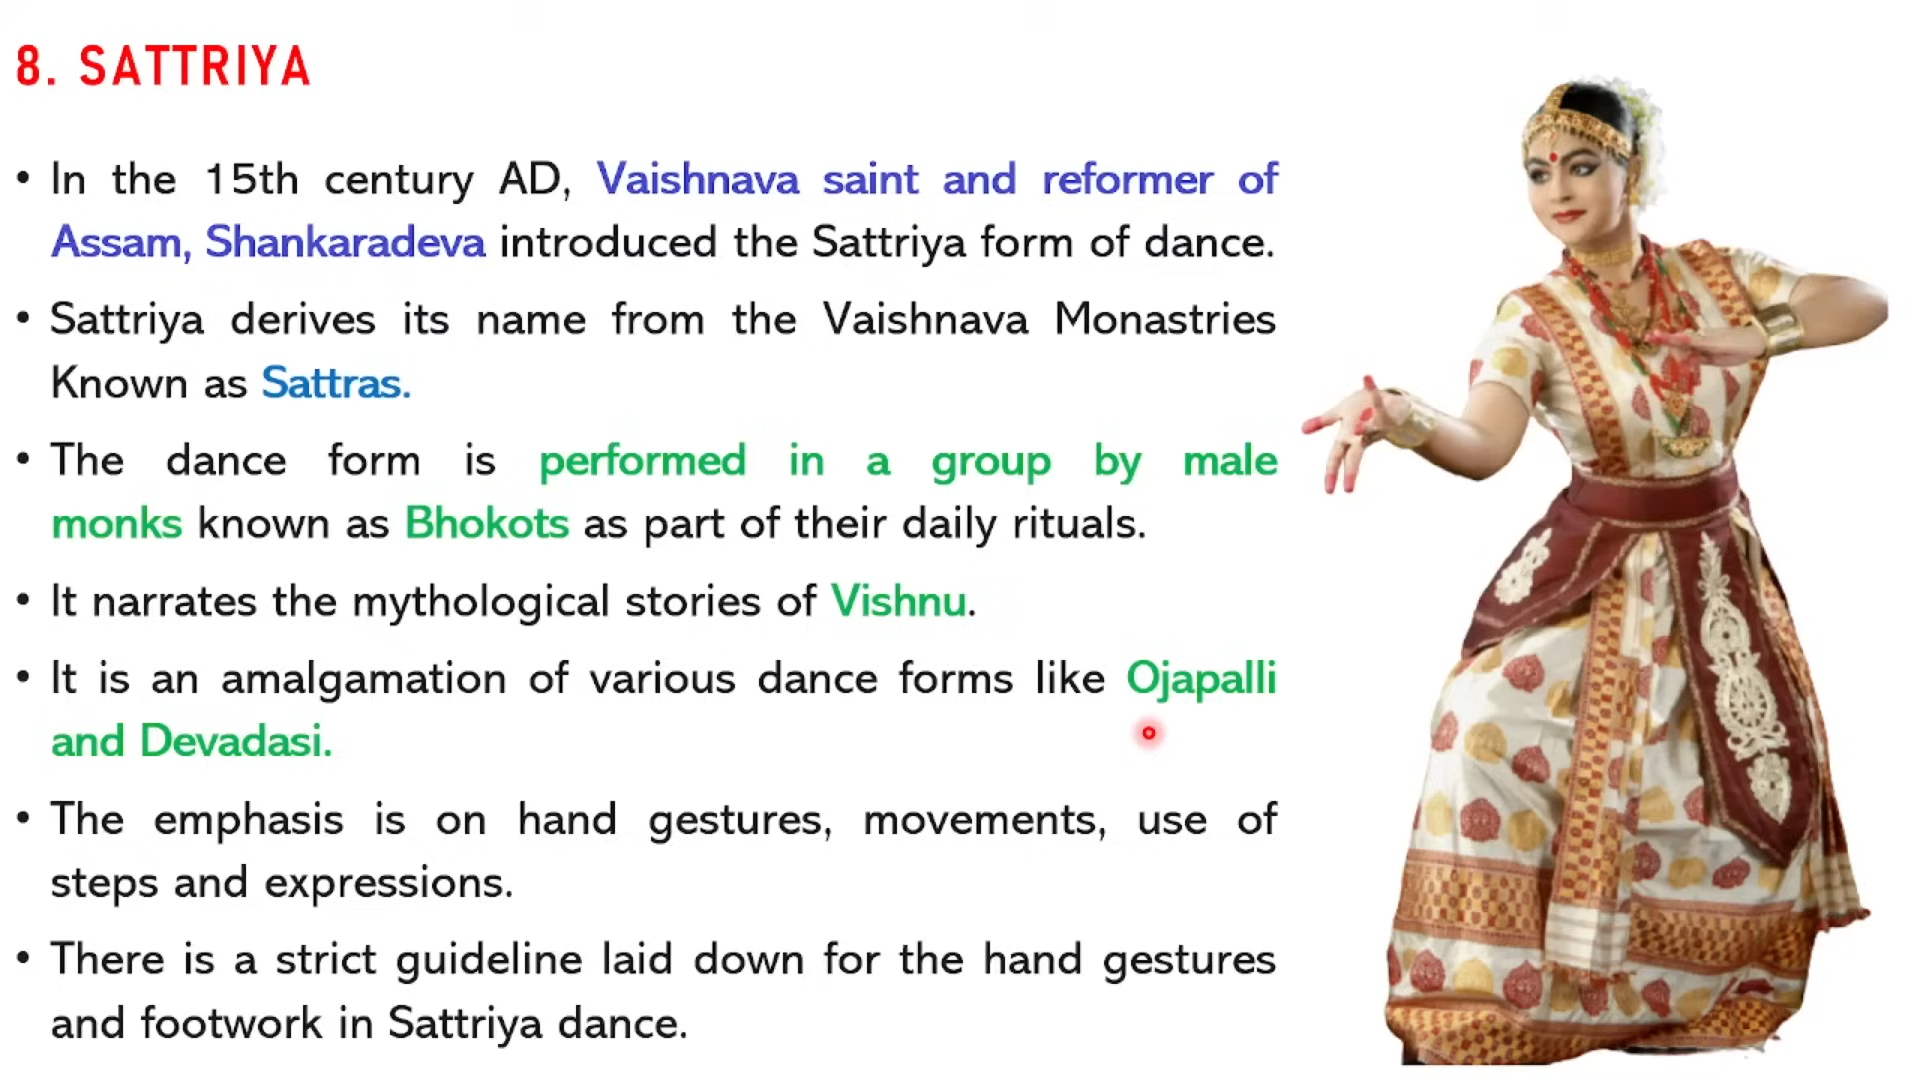 8. SATTRIYA
• In the 15th century AD, Vaishnava saint and reformer of
Assam, Shankaradeva introduced the Sattriya form of dance.
• Sattriya derives its name from the Vaishnava Monastries
Known as Sattras.
• The dance form is performed in a group by male
monks known as Bhokots as part of their daily rituals.
• It narrates the mythological stories of Vishnu.
• It is an amalgamation of various dance forms like Ojapalli
and Devadasi.
• The emphasis is on hand gestures, movements, use of
steps and expressions.
• There is a strict guideline laid down for the hand gestures
and footwork in Sattriya dance.